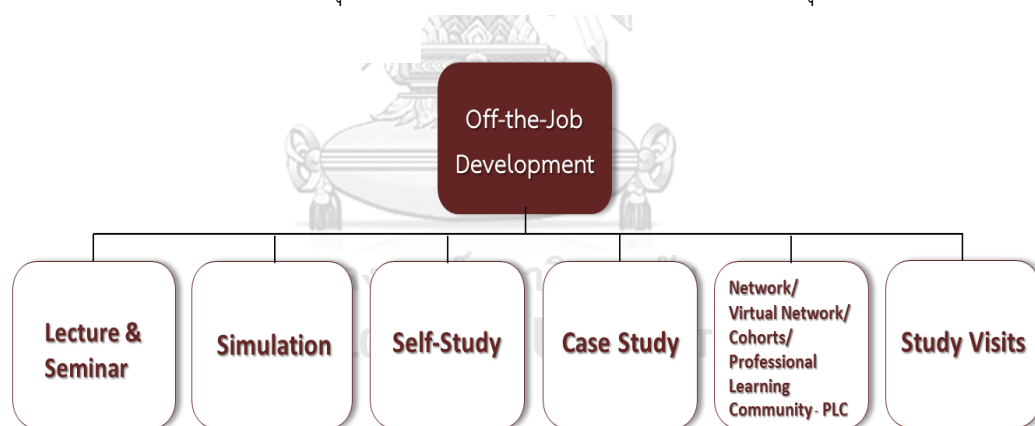 Off-the-Job
Development
Lecture &
Seminar
Simulation
Self-Study
Case Study
Network/
Virtual Network/
Cohorts/
Professional
Learning
Community - PLC
Study Visits